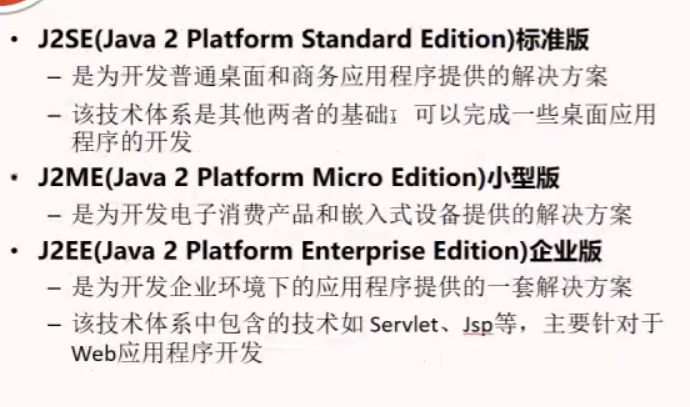 • J2SE(Java 2 Platform Standard Edition)标准版
– 是为开发普通桌面和商务应用程序提供的解决方案
– 该技术体系是其他两者的基础, 可以完成一些桌面应用
程序的开发
• J2ME(Java 2 Platform Micro Edition)小型版
– 是为开发电子消费产品和嵌入式设备提供的解决方案
• J2EE(Java 2 Platform Enterprise Edition)企业版
– 是为开发企业环境下的应用程序提供的一套解决方案
– 该技术体系中包含的技术如 Servlet、Jsp等，主要针对于
Web应用程序开发